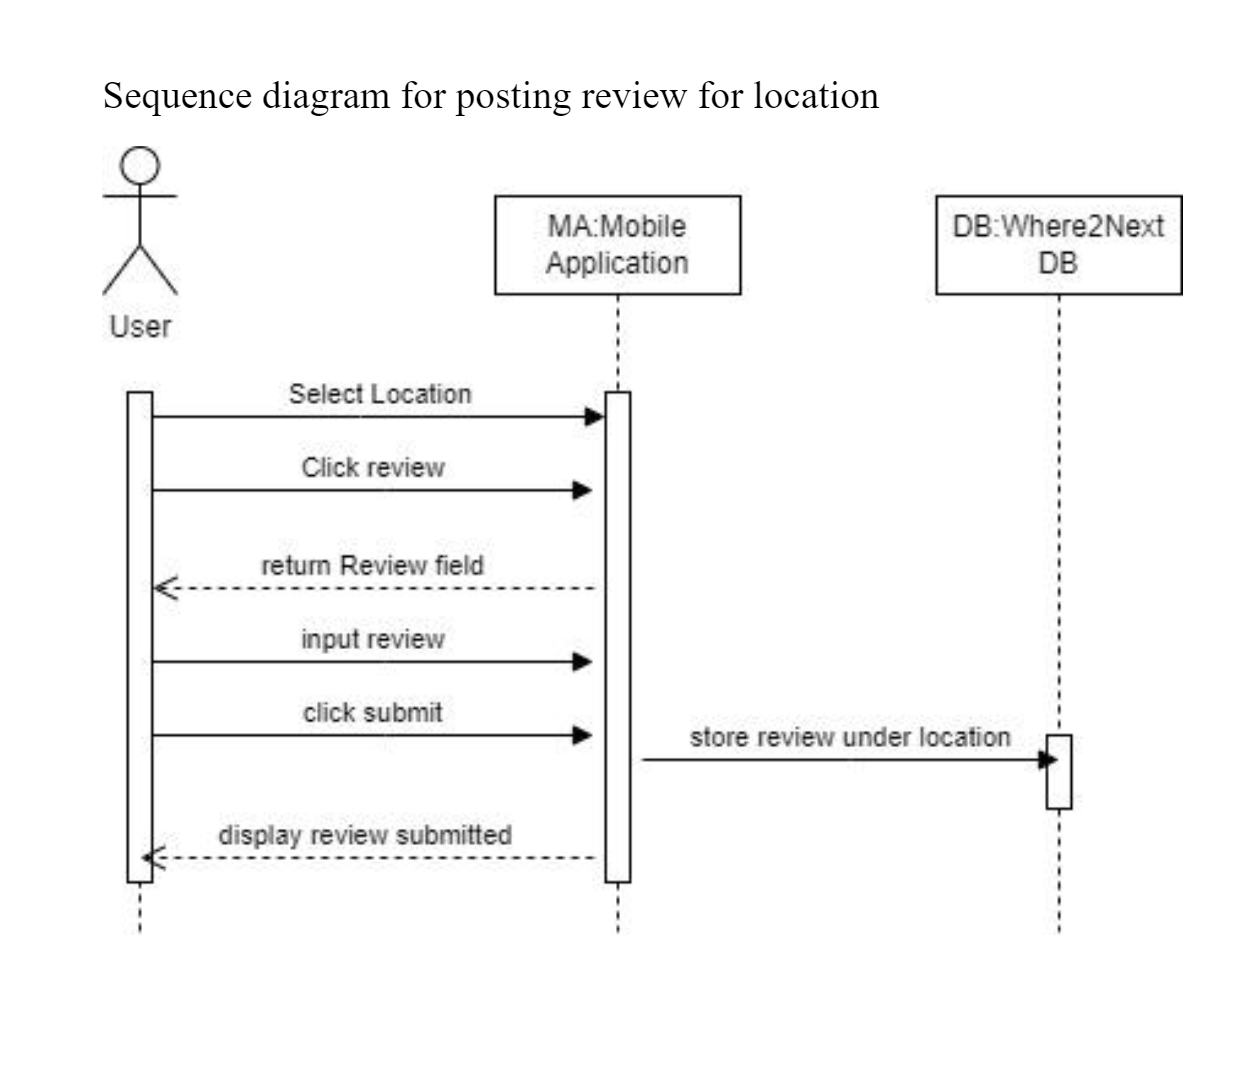 Sequence diagram for posting review for location
MA:Mobile
Application
DB:Where2Next
DB
User
Select Location
Click review
return Review field
input review
click submit
store review under location
display review submitted